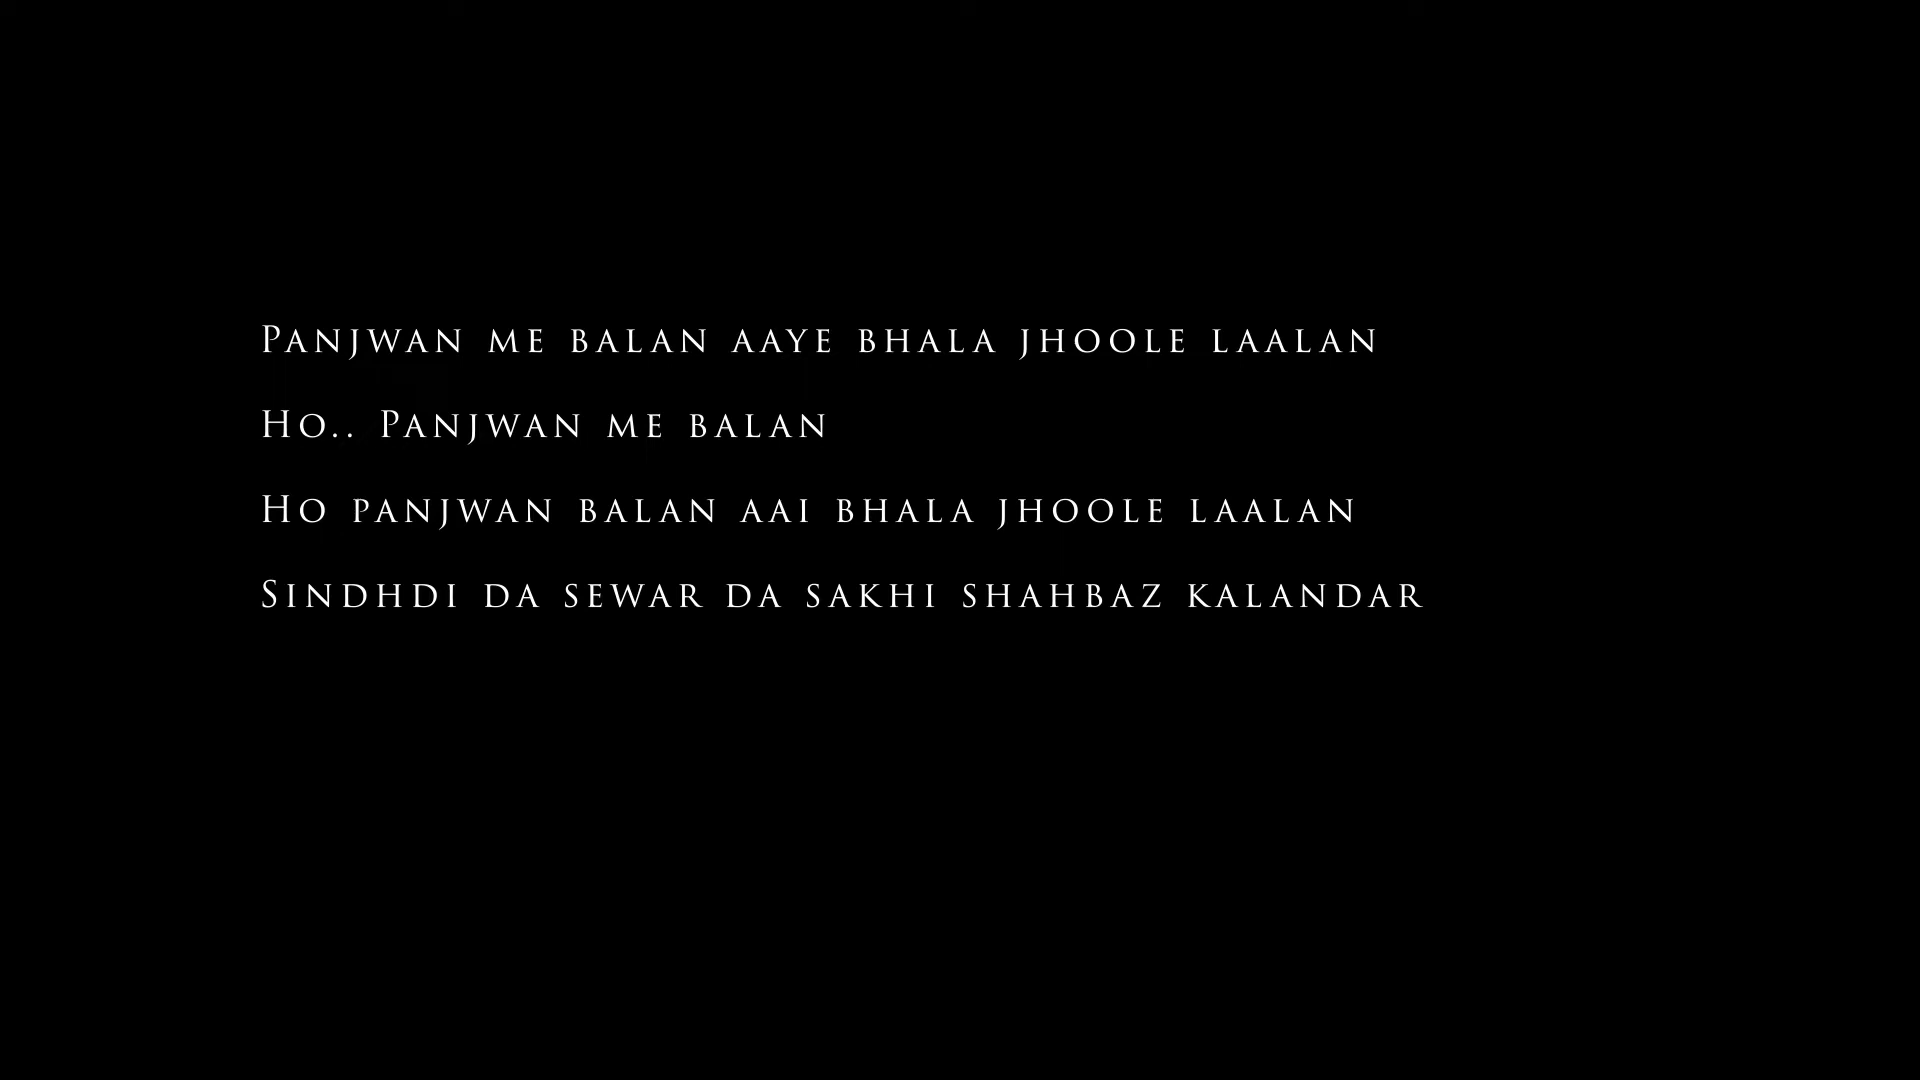 Panjwan me balan aaye bhala jhoole laalan
Ho.. Panjwan me balan
Ho panjwan balan aai bhala jhoole laalan
Sindhdi da sewar da sakhi shahbaz kalandar